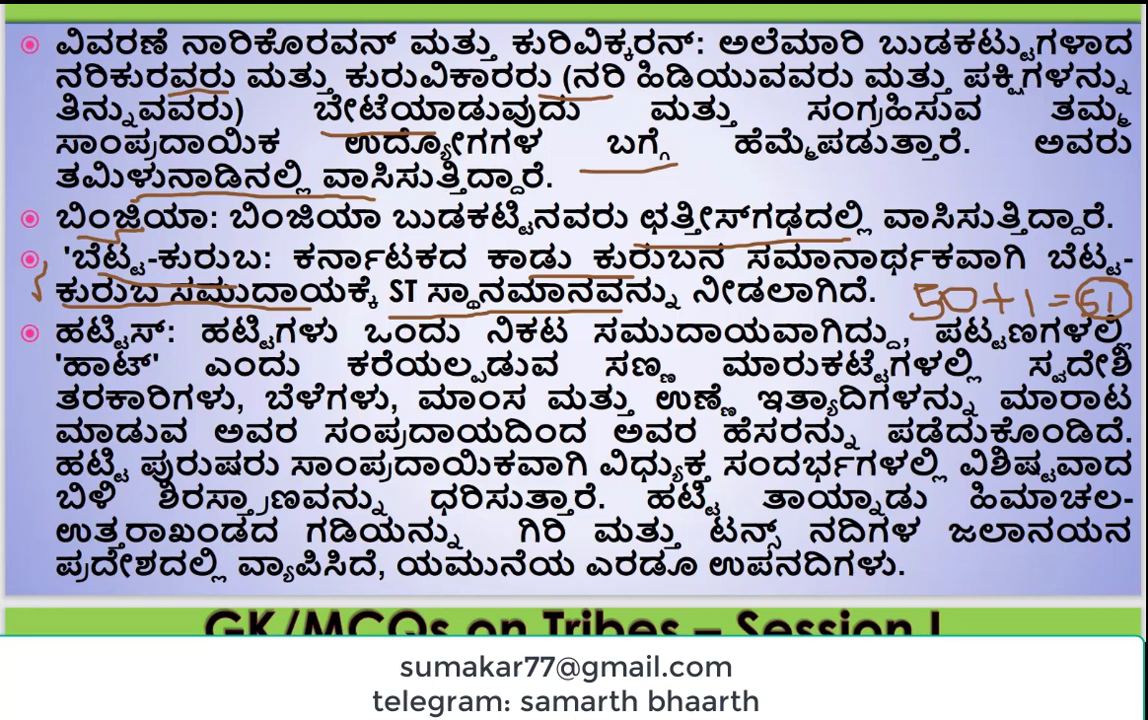 ವಿವರಣೆ ನಾರಿಕೊರವನ್ ಮತ್ತು ಕುರಿವಿಕ್ಕರನ್: ಅಲೆಮಾರಿ ಬುಡಕಟ್ಟುಗಳಾದ
ನರಿಕುರವರು ಮತ್ತು ಕುರುವಿಕಾರರು (ನರಿ ಹಿಡಿಯುವವರು ಮತ್ತು ಪಕ್ಷಿಗಳನ್ನು
ತಿನ್ನುವವರು) ಬೇಟೆಯಾಡುವುದು ಮತ್ತು ಸಂಗ್ರಹಿಸುವ ತಮ್ಮ
ಸಾಂಪ್ರದಾಯಿಕ ಉದ್ಯೋಗಗಳ ಬಗ್ಗೆ ಹೆಮ್ಮೆಪಡುತ್ತಾರೆ. ಅವರು
ತಮಿಳುನಾಡಿನಲ್ಲಿ ವಾಸಿಸುತ್ತಿದ್ದಾರೆ.
ಬಿಂಜಿಯಾ: ಬಿಂಜಿಯಾ ಬುಡಕಟ್ಟಿನವರು ಛತ್ತೀಸ್‌ಗಢದಲ್ಲಿ ವಾಸಿಸುತ್ತಿದ್ದಾರೆ.
'ಬೆಟ್ಟ-ಕುರುಬ: ಕರ್ನಾಟಕದ ಕಾಡು ಕುರುಬನ ಸಮಾನಾರ್ಥಕವಾಗಿ ಬೆಟ್ಟ-
ಕುರುಬ ಸಮುದಾಯಕ್ಕೆ ST ಸ್ಥಾನಮಾನವನ್ನು ನೀಡಲಾಗಿದೆ. 50+1=51
ಹಟ್ಟಿಸ್: ಹಟ್ಟಿಗಳು ಒಂದು ನಿಕಟ ಸಮುದಾಯವಾಗಿದ್ದು, ಪಟ್ಟಣಗಳಲ್ಲಿ
'ಹಾಟ್' ಎಂದು ಕರೆಯಲ್ಪಡುವ ಸಣ್ಣ ಮಾರುಕಟ್ಟೆಗಳಲ್ಲಿ ಸ್ವದೇಶಿ
ತರಕಾರಿಗಳು, ಬೆಳೆಗಳು, ಮಾಂಸ ಮತ್ತು ಉಣ್ಣೆ ಇತ್ಯಾದಿಗಳನ್ನು ಮಾರಾಟ
ಮಾಡುವ ಅವರ ಸಂಪ್ರದಾಯದಿಂದ ಅವರ ಹೆಸರನ್ನು ಪಡೆದುಕೊಂಡಿದೆ.
ಹಟ್ಟಿ ಪುರುಷರು ಸಾಂಪ್ರದಾಯಿಕವಾಗಿ ವಿಧ್ಯುಕ್ತ ಸಂದರ್ಭಗಳಲ್ಲಿ ವಿಶಿಷ್ಟವಾದ
ಬಿಳಿ ಶಿರಸ್ತ್ರಾಣವನ್ನು ಧರಿಸುತ್ತಾರೆ. ಹಟ್ಟಿ ತಾಯ್ನಾಡು ಹಿಮಾಚಲ-
ಉತ್ತರಾಖಂಡದ ಗಡಿಯನ್ನು ಗಿರಿ ಮತ್ತು ಟನ್ಸ್ ನದಿಗಳ ಜಲಾನಯನ
ಪ್ರದೇಶದಲ್ಲಿ ವ್ಯಾಪಿಸಿದೆ, ಯಮುನೆಯ ಎರಡೂ ಉಪನದಿಗಳು.
GK/MCQs on Tribes – Session I
sumakar77@gmail.com
telegram: samarth bhaarth